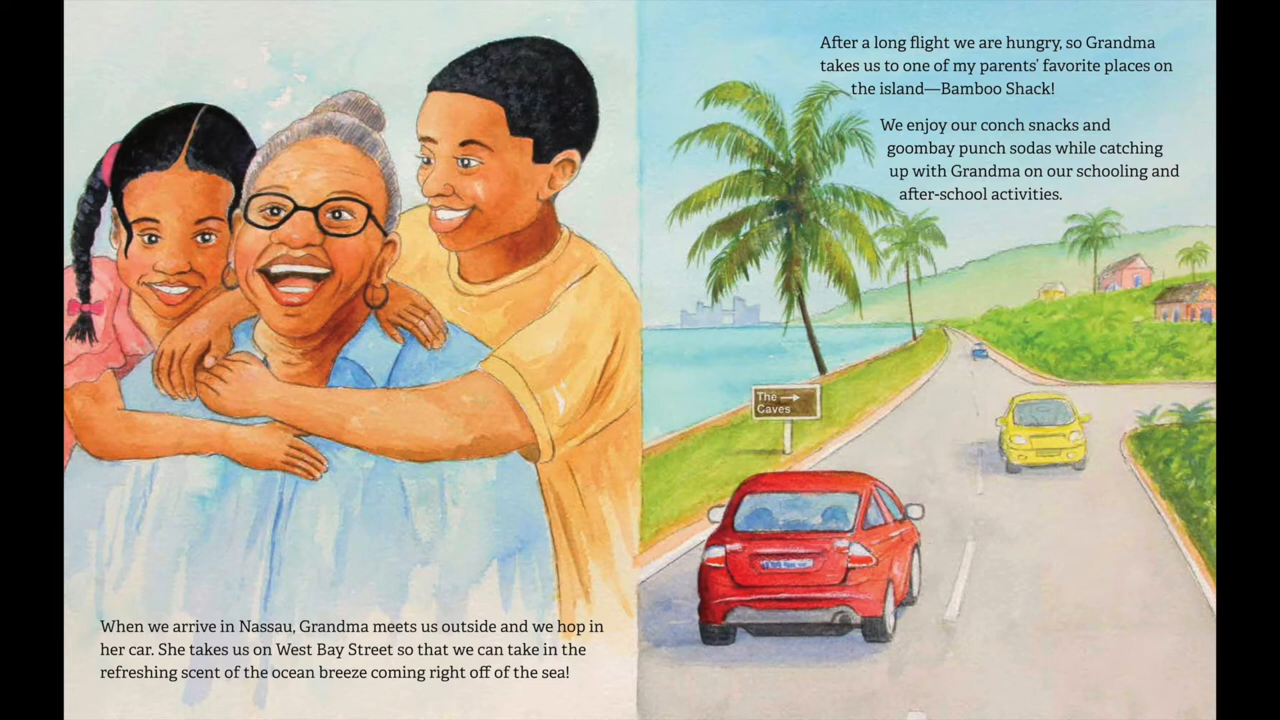 When we arrive in Nassau, Grandma meets us outside and we hop in
her car. She takes us on West Bay Street so that we can take in the
refreshing scent of the ocean breeze coming right off of the sea!
After a long flight we are hungry, so Grandma
takes us to one of my parents' favorite places on
the island—Bamboo Shack!
We enjoy our conch snacks and
goombay punch sodas while catching
up with Grandma on our schooling and
after-school activities.
The →
Caves